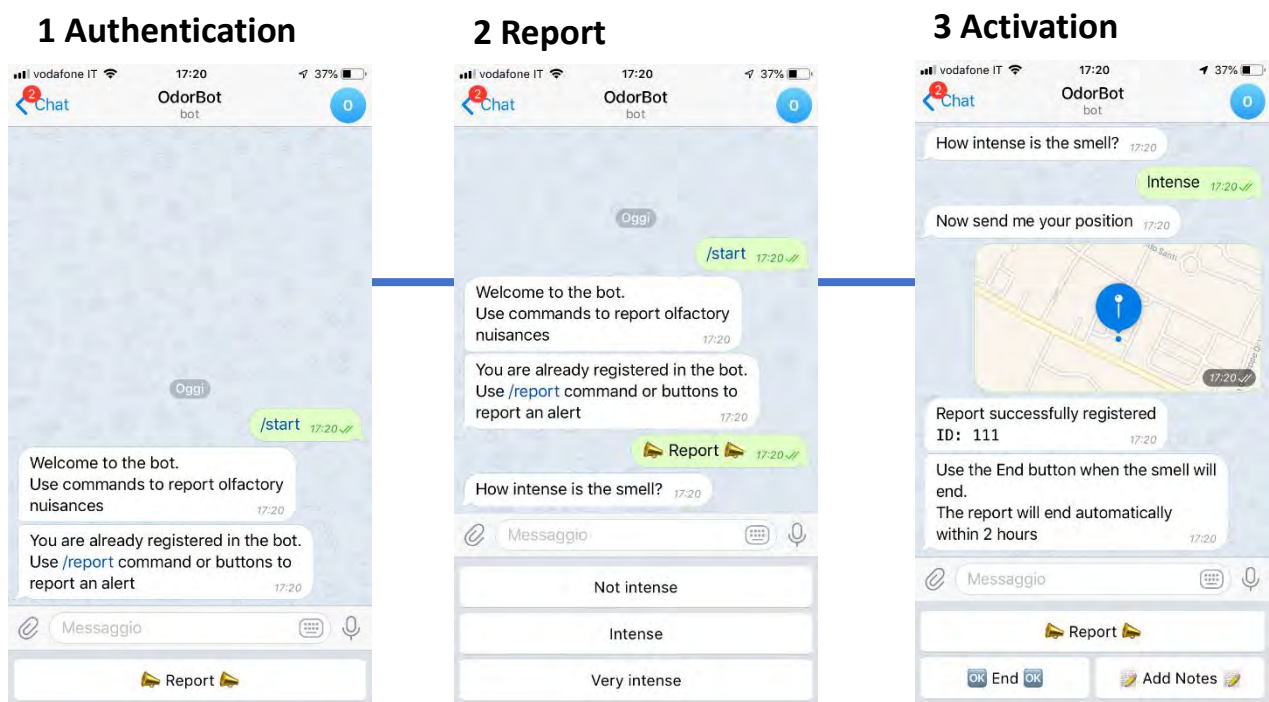 1 Authentication
vodafone IT 17:20 37%
2
Chat
OdorBot
bot
O
Oggi
/start 17:20
Welcome to the bot.
Use commands to report olfactory
nuisances 17:20
You are already registered in the bot.
Use /report command or buttons to
report an alert 17:20
Messaggio
Report
2 Report
vodafone IT 17:20 37%
2
Chat
OdorBot
bot
O
Oggi
/start 17:20
Welcome to the bot.
Use commands to report olfactory
nuisances 17:20
You are already registered in the bot.
Use /report command or buttons to
report an alert 17:20
Report 17:20
How intense is the smell? 17:20
Messaggio
Not intense
Intense
Very intense
3 Activation
vodafone IT 17:20 37%
2
Chat
OdorBot
bot
O
How intense is the smell? 17:20
Intense 17:20
Now send me your position 17:20
17:20
Report successfully registered
ID: 111 17:20
Use the End button when the smell will
end.
The report will end automatically
within 2 hours 17:20
Messaggio
Report
OK End OK
Add Notes